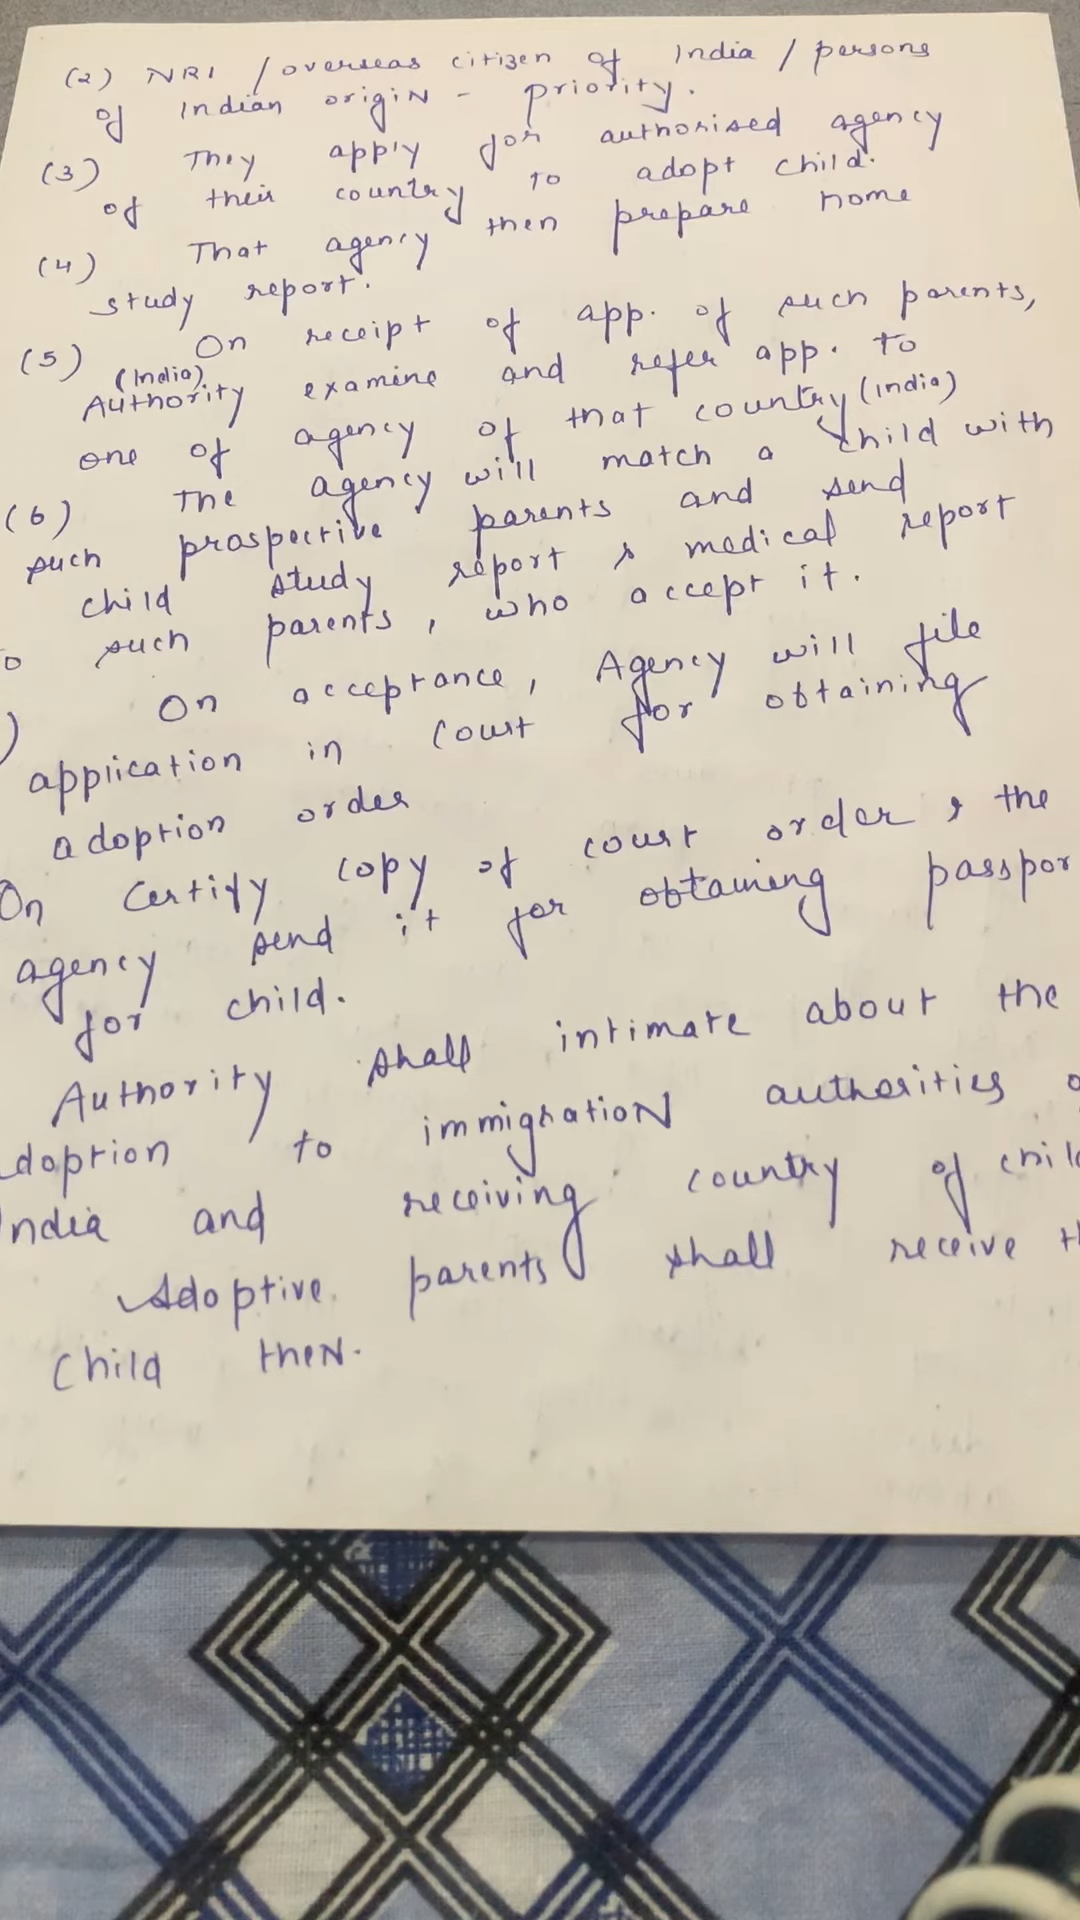 (2) NRI / overseas citizen of India / persons
of Indian origin - priority.
(3) They apply for authorised agency
of their country to adopt child.
(4) That agency then prepare home
study report.
(5) On receipt of app. of such parents,
(India)
Authority examine and refer app. to
one of agency of that country (India)
(6) The agency will match a child with
such prospective parents and send
child study report & medical report
to such parents, who accept it.
) On acceptance, Agency will file
application in court for obtaining
adoption order
On Certify copy of court order, the
agency send it for obtaining passpor
for child.
Authority shall intimate about the
doption to immigration authorities o
India and receiving country of chil
Adoptive parents shall receive th
child then.